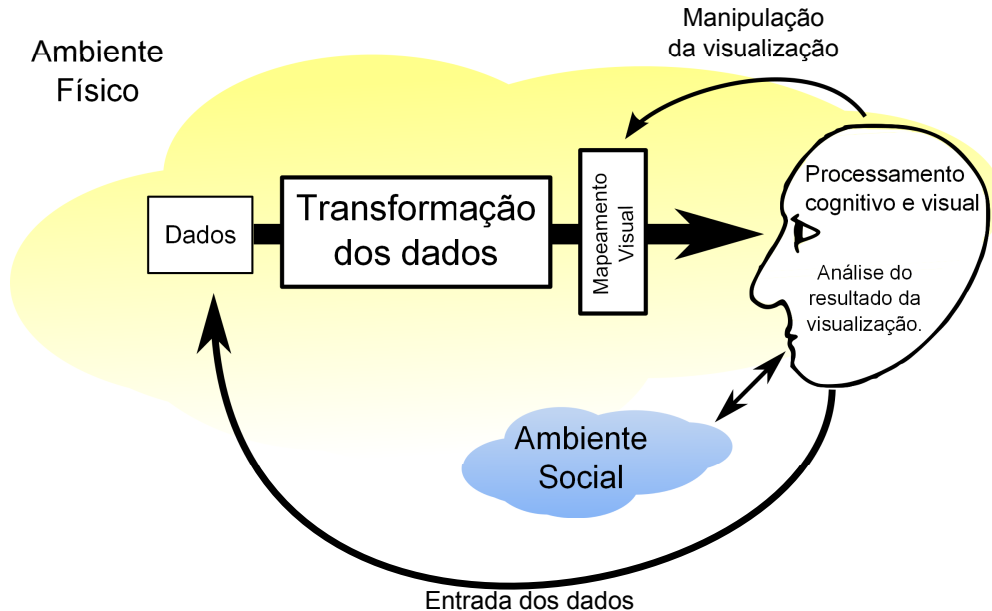 Manipulação
da visualização
Ambiente
Físico
Dados
Transformação
dos dados
Mapeamento
Visual
Processamento
cognitivo e visual
Análise do
resultado da
visualização.
Ambiente
Social
Entrada dos dados